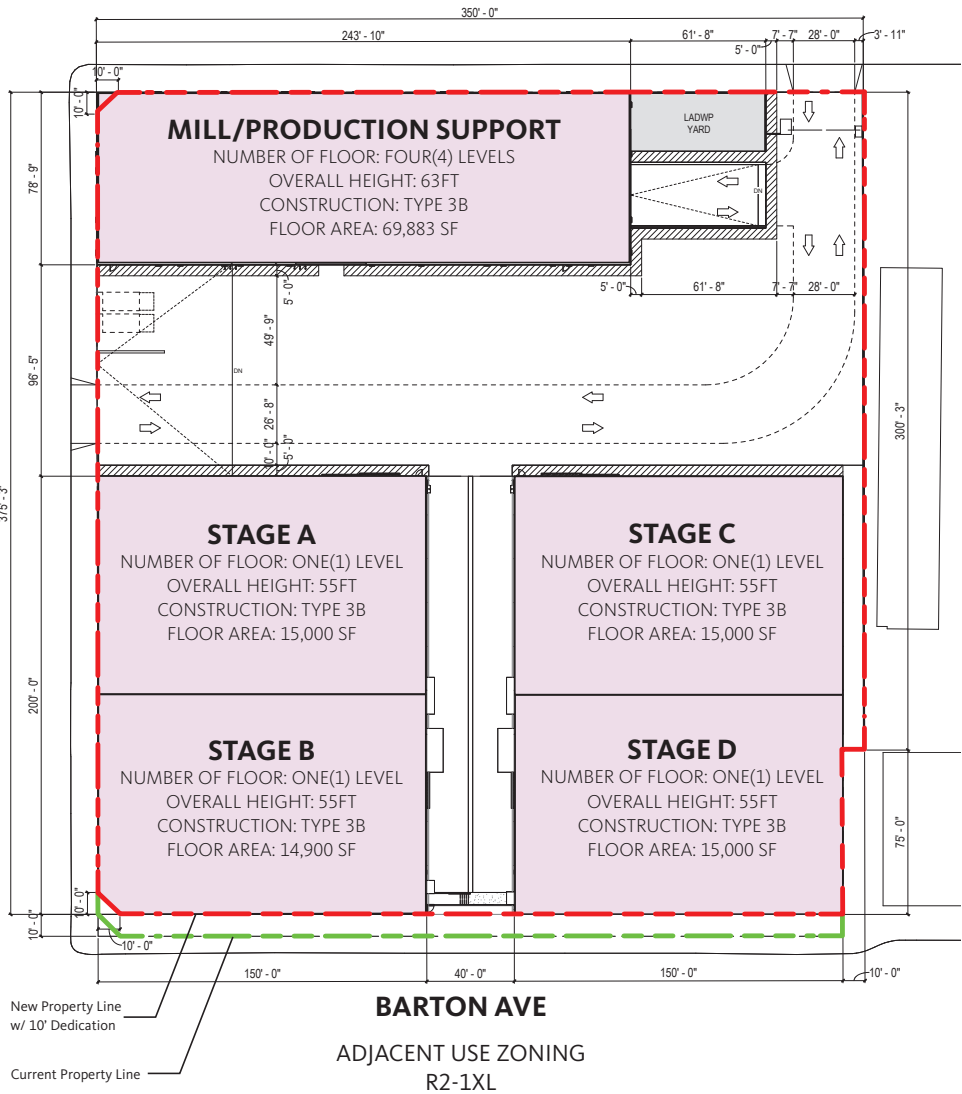 350' - 0"
243' - 10"
61' - 8"
7' - 7"
28' - 0"
3' - 11"
5' - 0"
10' - 0"
10' - 0"
LADWP
YARD
MILL/PRODUCTION SUPPORT
NUMBER OF FLOOR: FOUR(4) LEVELS
OVERALL HEIGHT: 63FT
CONSTRUCTION: TYPE 3B
FLOOR AREA: 69,883 SF
78' - 9"
DN
5' - 0"
5' - 0"
61' - 8"
7' - 7"
28' - 0"
49' - 9"
96' - 5"
DN
26' - 8"
10' - 0"
5' - 0"
300' - 3"
375' - 3"
STAGE A
NUMBER OF FLOOR: ONE(1) LEVEL
OVERALL HEIGHT: 55FT
CONSTRUCTION: TYPE 3B
FLOOR AREA: 15,000 SF
STAGE C
NUMBER OF FLOOR: ONE(1) LEVEL
OVERALL HEIGHT: 55FT
CONSTRUCTION: TYPE 3B
FLOOR AREA: 15,000 SF
200' - 0"
STAGE B
NUMBER OF FLOOR: ONE(1) LEVEL
OVERALL HEIGHT: 55FT
CONSTRUCTION: TYPE 3B
FLOOR AREA: 14,900 SF
STAGE D
NUMBER OF FLOOR: ONE(1) LEVEL
OVERALL HEIGHT: 55FT
CONSTRUCTION: TYPE 3B
FLOOR AREA: 15,000 SF
75' - 0"
10' - 0"
10' - 0"
10' - 0"
150' - 0"
40' - 0"
150' - 0"
10' - 0"
New Property Line
w/ 10' Dedication
Current Property Line
BARTON AVE
ADJACENT USE ZONING
R2-1XL